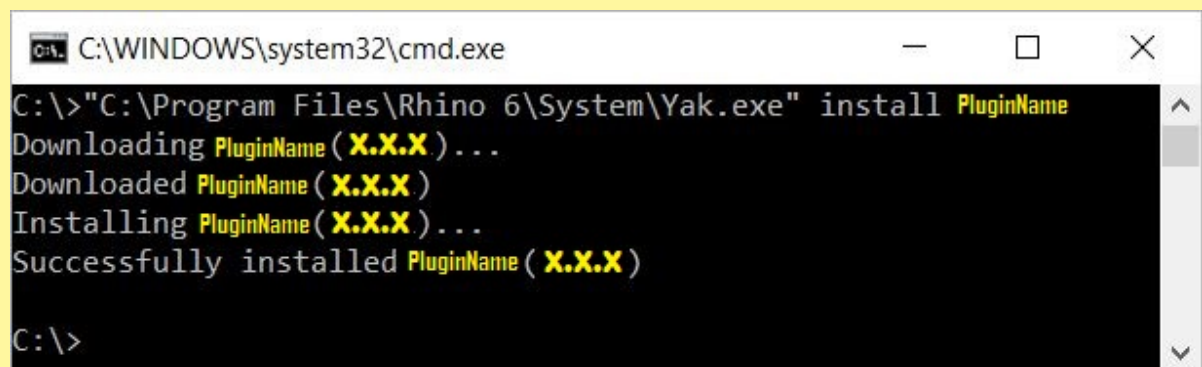 C:\WINDOWS\system32\cmd.exe
C:\>"C:\Program Files\Rhino 6\System\Yak.exe" install PluginName
Downloading PluginName (X.X.X)...
Downloaded PluginName (X.X.X)
Installing PluginName (X.X.X)...
Successfully installed PluginName (X.X.X)
C:\>